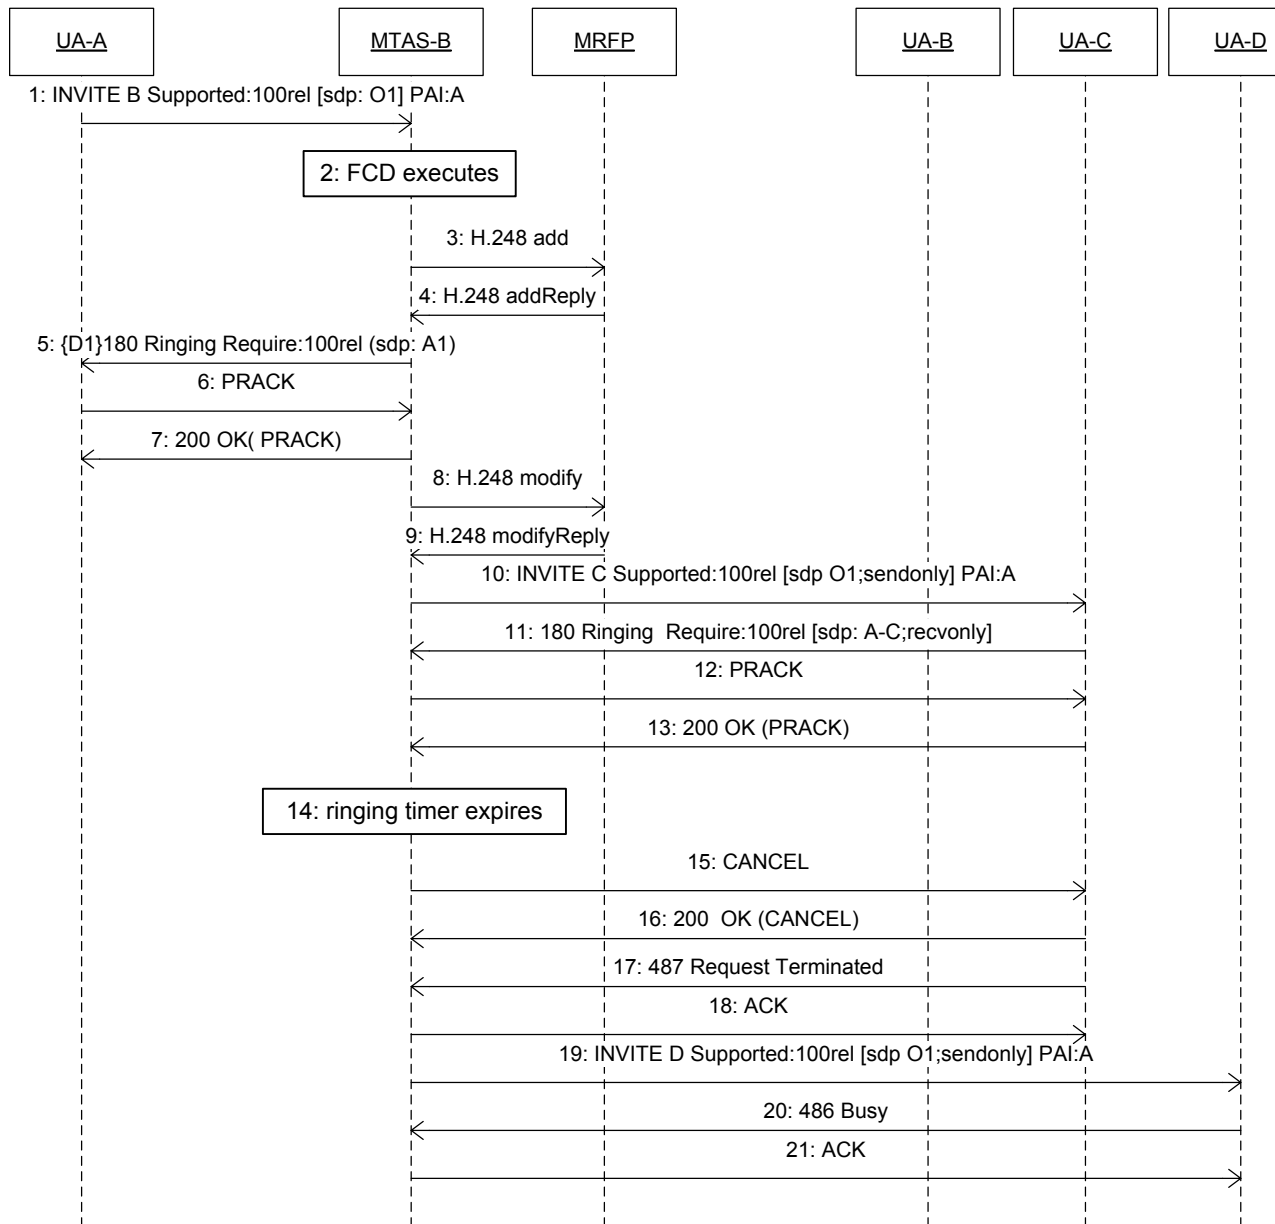 UA-A
MTAS-B
MRFP
UA-B
UA-C
UA-D
1: INVITE B Supported:100rel [sdp: O1] PAI:A
2: FCD executes
3: H.248 add
4: H.248 addReply
5: {D1}180 Ringing Require:100rel (sdp: A1)
6: PRACK
7: 200 OK( PRACK)
8: H.248 modify
9: H.248 modifyReply
10: INVITE C Supported:100rel [sdp O1;sendonly] PAI:A
11: 180 Ringing  Require:100rel [sdp: A-C;recvonly]
12: PRACK
13: 200 OK (PRACK)
14: ringing timer expires
15: CANCEL
16: 200  OK (CANCEL)
17: 487 Request Terminated
18: ACK
19: INVITE D Supported:100rel [sdp O1;sendonly] PAI:A
20: 486 Busy
21: ACK